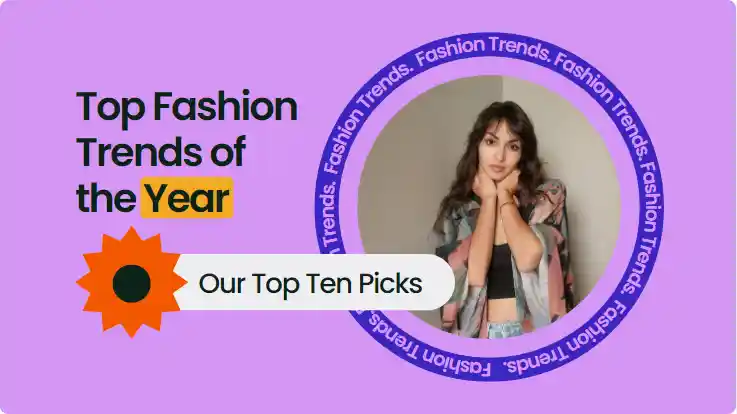 Top Fashion
Trends of
the Year
Our Top Ten Picks
Fashion Trends. Fashion Trends. Fashion Trends. Fashion Trends. Fashion Trends. Fashion Trends. Trends.